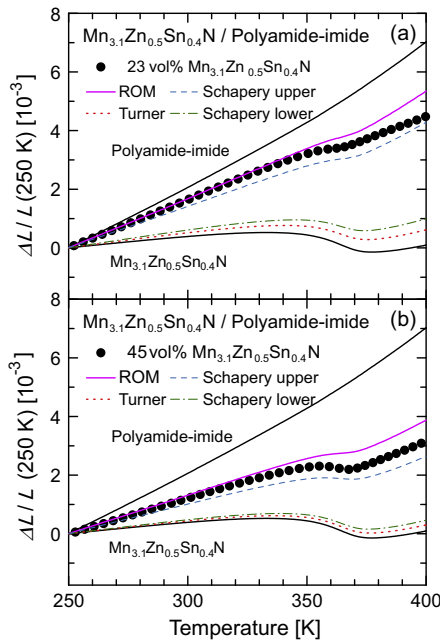 Mn3.1Zn0.5Sn0.4N / Polyamide-imide
(a)
23 vol% Mn3.1Zn0.5Sn0.4N
ROM Schapery upper
Turner Schapery lower
Polyamide-imide
Mn3.1Zn0.5Sn0.4N
ΔL / L (250 K) [10-3]
6
4
2
0
Mn3.1Zn0.5Sn0.4N / Polyamide-imide
(b)
45 vol% Mn3.1Zn0.5Sn0.4N
ROM Schapery upper
Turner Schapery lower
Polyamide-imide
Mn3.1Zn0.5Sn0.4N
ΔL / L (250 K) [10-3]
6
4
2
0
250 300 350 400
Temperature [K]